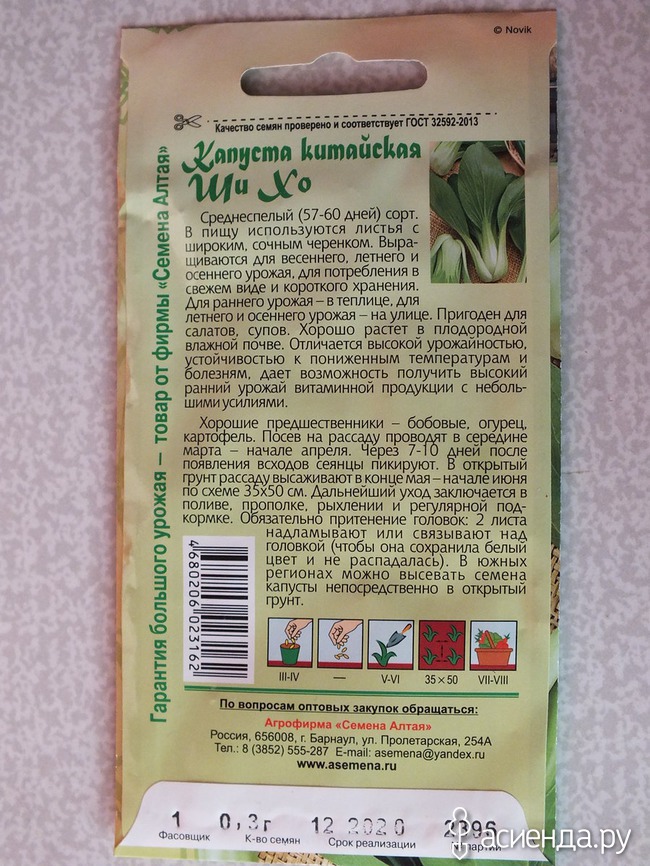 © Novik
Качество семян проверено и соответствует ГОСТ 32592-2013
Капуста китайская
Ши Хо
Среднеспелый (57-60 дней) сорт.
В пищу используются листья с
широким, сочным черенком. Выра-
щиваются для весеннего, летнего и
осеннего урожая, для потребления в
свежем виде и короткого хранения.
Для раннего урожая – в теплице, для
летнего и осеннего урожая – на улице. Пригоден для
салатов, супов. Хорошо растет в плодородной
влажной почве. Отличается высокой урожайностью,
устойчивостью к пониженным температурам и
болезням, дает возможность получить высокий
ранний урожай витаминной продукции с неболь-
шими усилиями.
Хорошие предшественники – бобовые, огурец,
картофель. Посев на рассаду проводят в середине
марта – начале апреля. Через 7-10 дней после
появления всходов сеянцы пикируют. В открытый
грунт рассаду высаживают в конце мая – начале июня
по схеме 35х50 см. Дальнейший уход заключается в
поливе, прополке, рыхлении и регулярной под-
кормке. Обязательно притенение головок: 2 листа
надламывают или связывают над
головкой (чтобы она сохранила белый
цвет и не распадалась). В южных
регионах можно высевать семена
капусты непосредственно в открытый
грунт.
Гарантия большого урожая – товар от фирмы «Семена Алтая»
4680206023162
III-IV — V-VI 35×50 VII-VIII
По вопросам оптовых закупок обращаться:
Агрофирма «Семена Алтая»
Россия, 656008, г. Барнаул, ул. Пролетарская, 254А
Тел.: 8 (3852) 555-287 E-mail: asemena@yandex.ru
www.asemena.ru
1 0,3г 12 2020 2896
Фасовщик К-во семян Срок реализации № партии
асиенда.ру